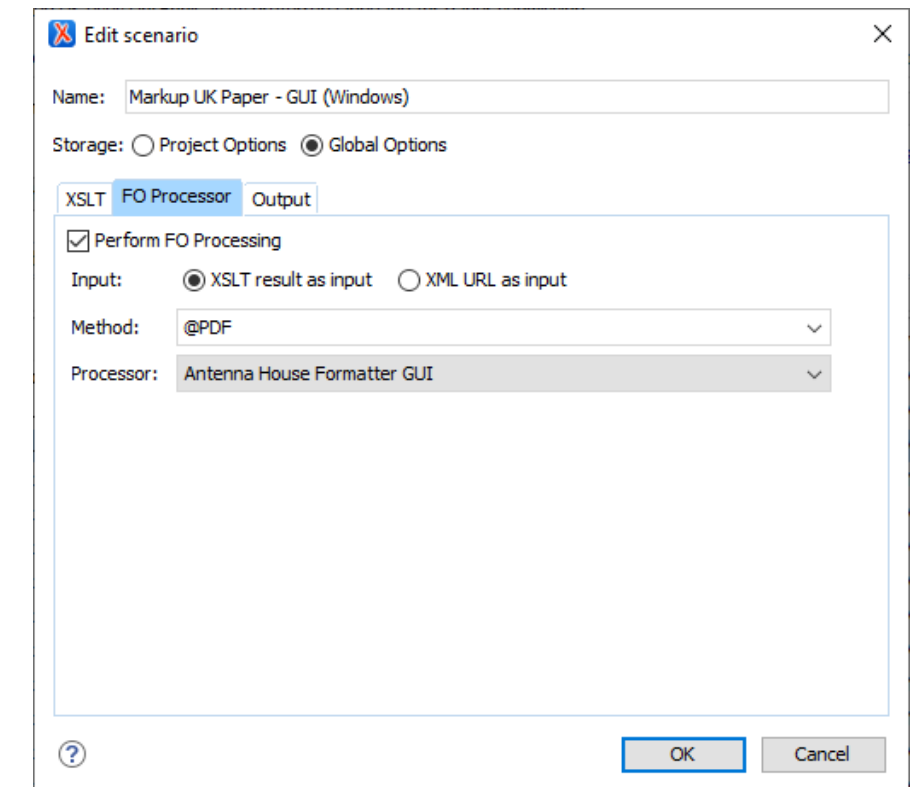 Edit scenario
Name: Markup UK Paper - GUI (Windows)
Storage: Project Options Global Options
XSLT FO Processor Output
Perform FO Processing
Input: XSLT result as input XML URL as input
Method: @PDF
Processor: Antenna House Formatter GUI
? OK Cancel